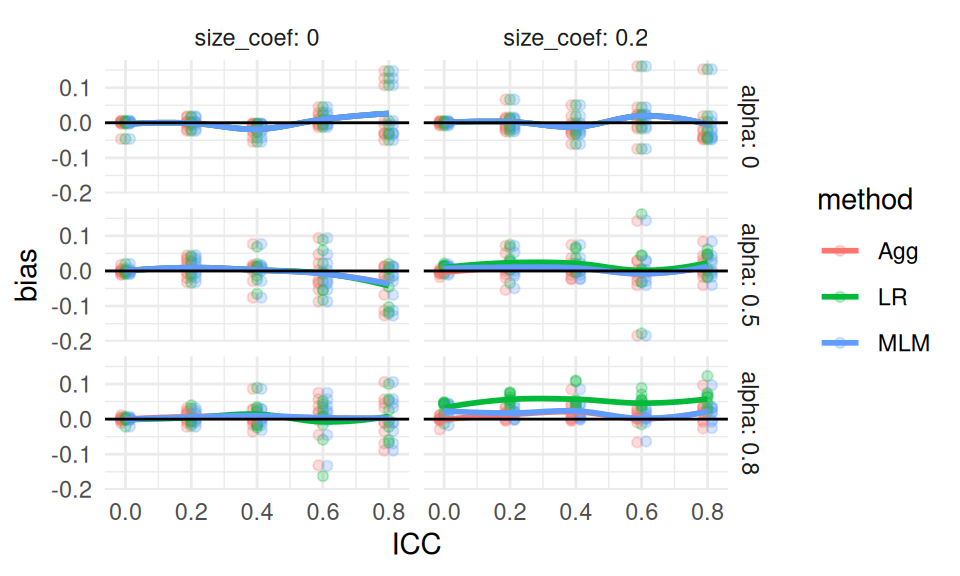 size_coef: 0 size_coef: 0.2
0.1
0.0
-0.1
-0.2
alpha: 0
0.1
0.0
-0.1
-0.2
alpha: 0.5
0.1
0.0
-0.1
-0.2
alpha: 0.8
bias
0.0 0.2 0.4 0.6 0.8 0.0 0.2 0.4 0.6 0.8
ICC
method
Agg
LR
MLM